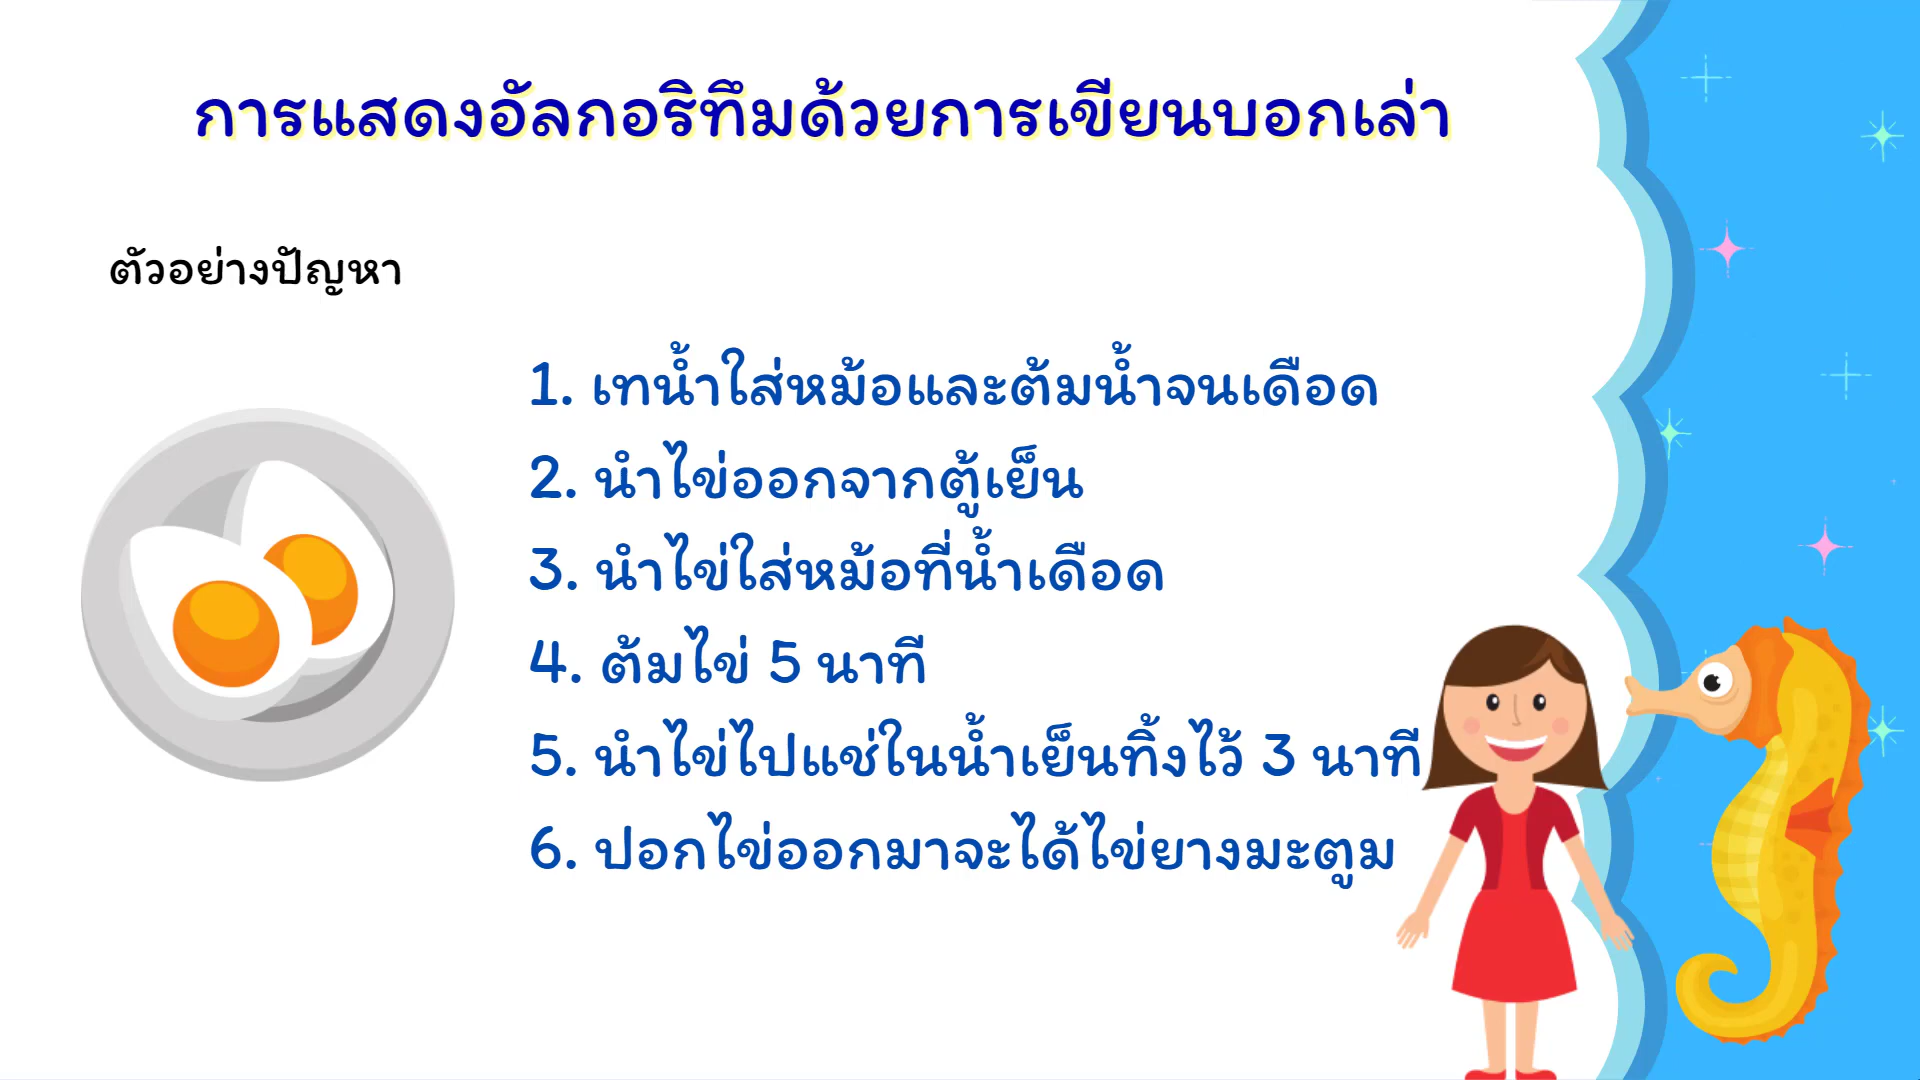 การแสดงอัลกอริทึมด้วยการเขียนบอกเล่า
ตัวอย่างปัญหา
1. เทน้ำใส่หม้อและต้มน้ำจนเดือด
2. นำไข่ออกจากตู้เย็น
3. นำไข่ใส่หม้อที่น้ำเดือด
4. ต้มไข่ 5 นาที
5. นำไข่ไปแช่ในน้ำเย็นทิ้งไว้ 3 นาที
6. ปอกไข่ออกมาจะได้ไข่ยางมะตูม